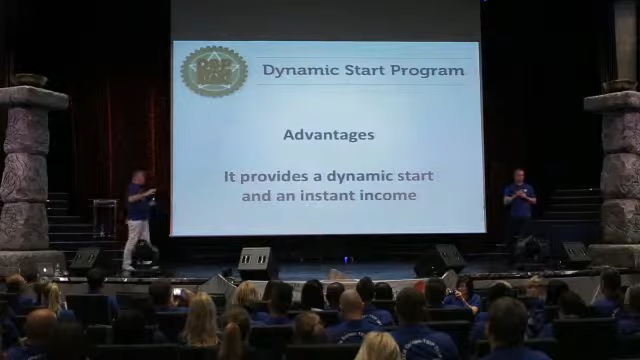 Dynamic Start Program
Advantages
It provides a dynamic start
and an instant income